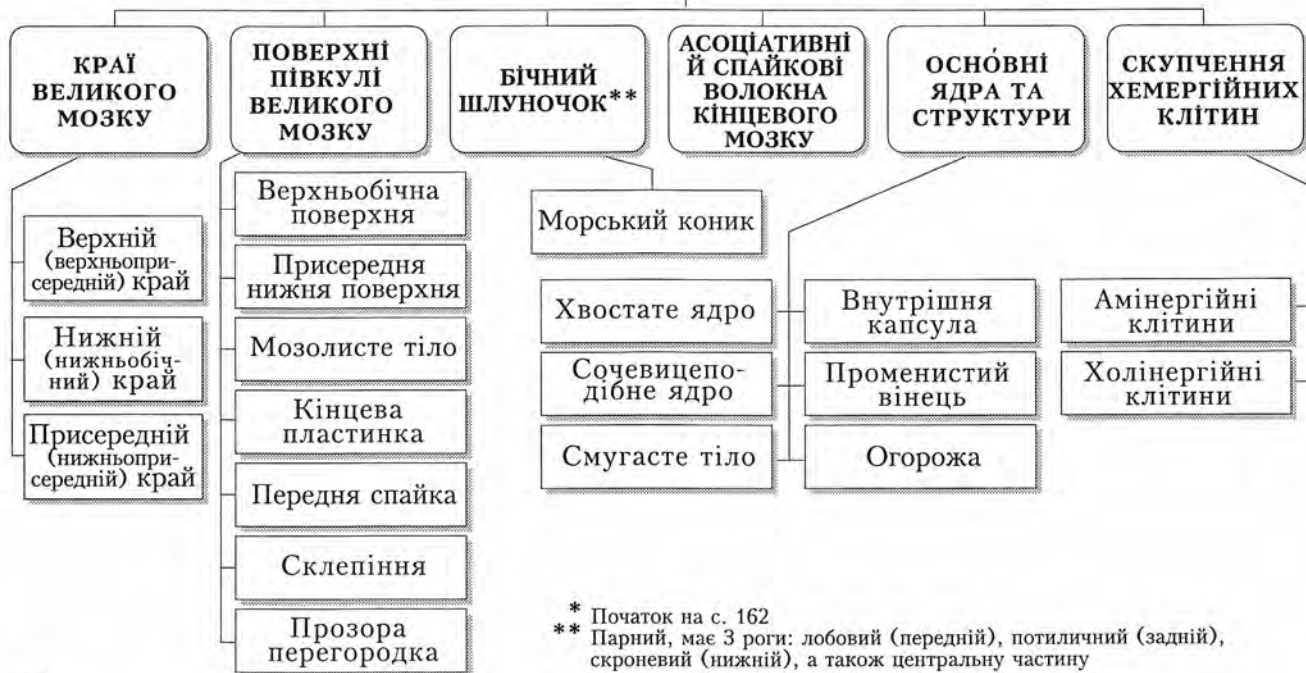 КРАЇ
ВЕЛИКОГО
МОЗКУ
ПОВЕРХНІ
ПІВКУЛІ
ВЕЛИКОГО
МОЗКУ
БІЧНИЙ
ШЛУНОЧОК**
АСОЦІАТИВНІ
Й СПАЙКОВІ
ВОЛОКНА
КІНЦЕВОГО
МОЗКУ
ОСНО́ВНІ
ЯДРА ТА
СТРУКТУРИ
СКУПЧЕННЯ
ХЕМЕРГІЙНИХ
КЛІТИН
Верхній
(верхньопри-
середній) край
Нижній
(нижньобіч-
ний) край
Присередній
(нижньопри-
середній) край
Верхньобічна
поверхня
Присередня
нижня поверхня
Мозолисте тіло
Кінцева
пластинка
Передня спайка
Склепіння
Прозора
перегородка
Морський коник
Хвостате ядро
Сочевицепо-
дібне ядро
Смугасте тіло
Внутрішня
капсула
Променистий
вінець
Огорожа
Амінергійні
клітини
Холінергійні
клітини
* Початок на с. 162
** Парний, має 3 роги: лобовий (передній), потиличний (задній),
скроневий (нижній), а також центральну частину